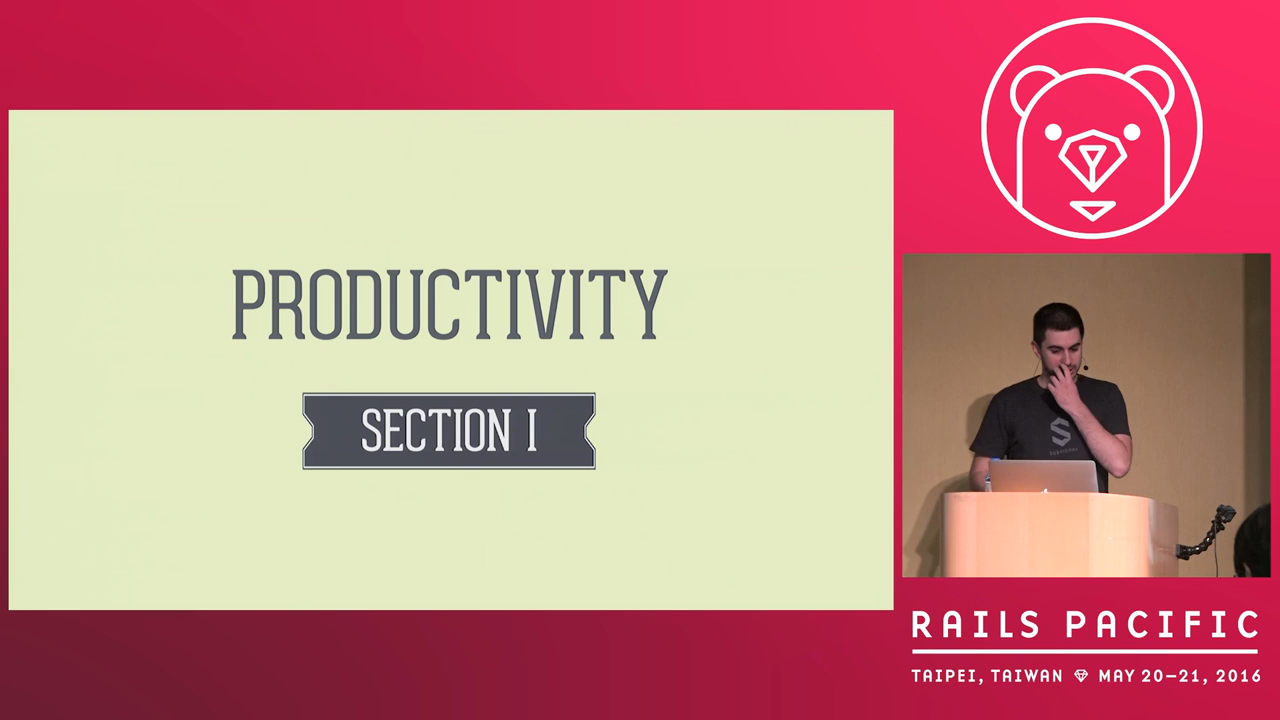 PRODUCTIVITY
SECTION I
S
RAILS PACIFIC
TAIPEI, TAIWAN MAY 20–21, 2016